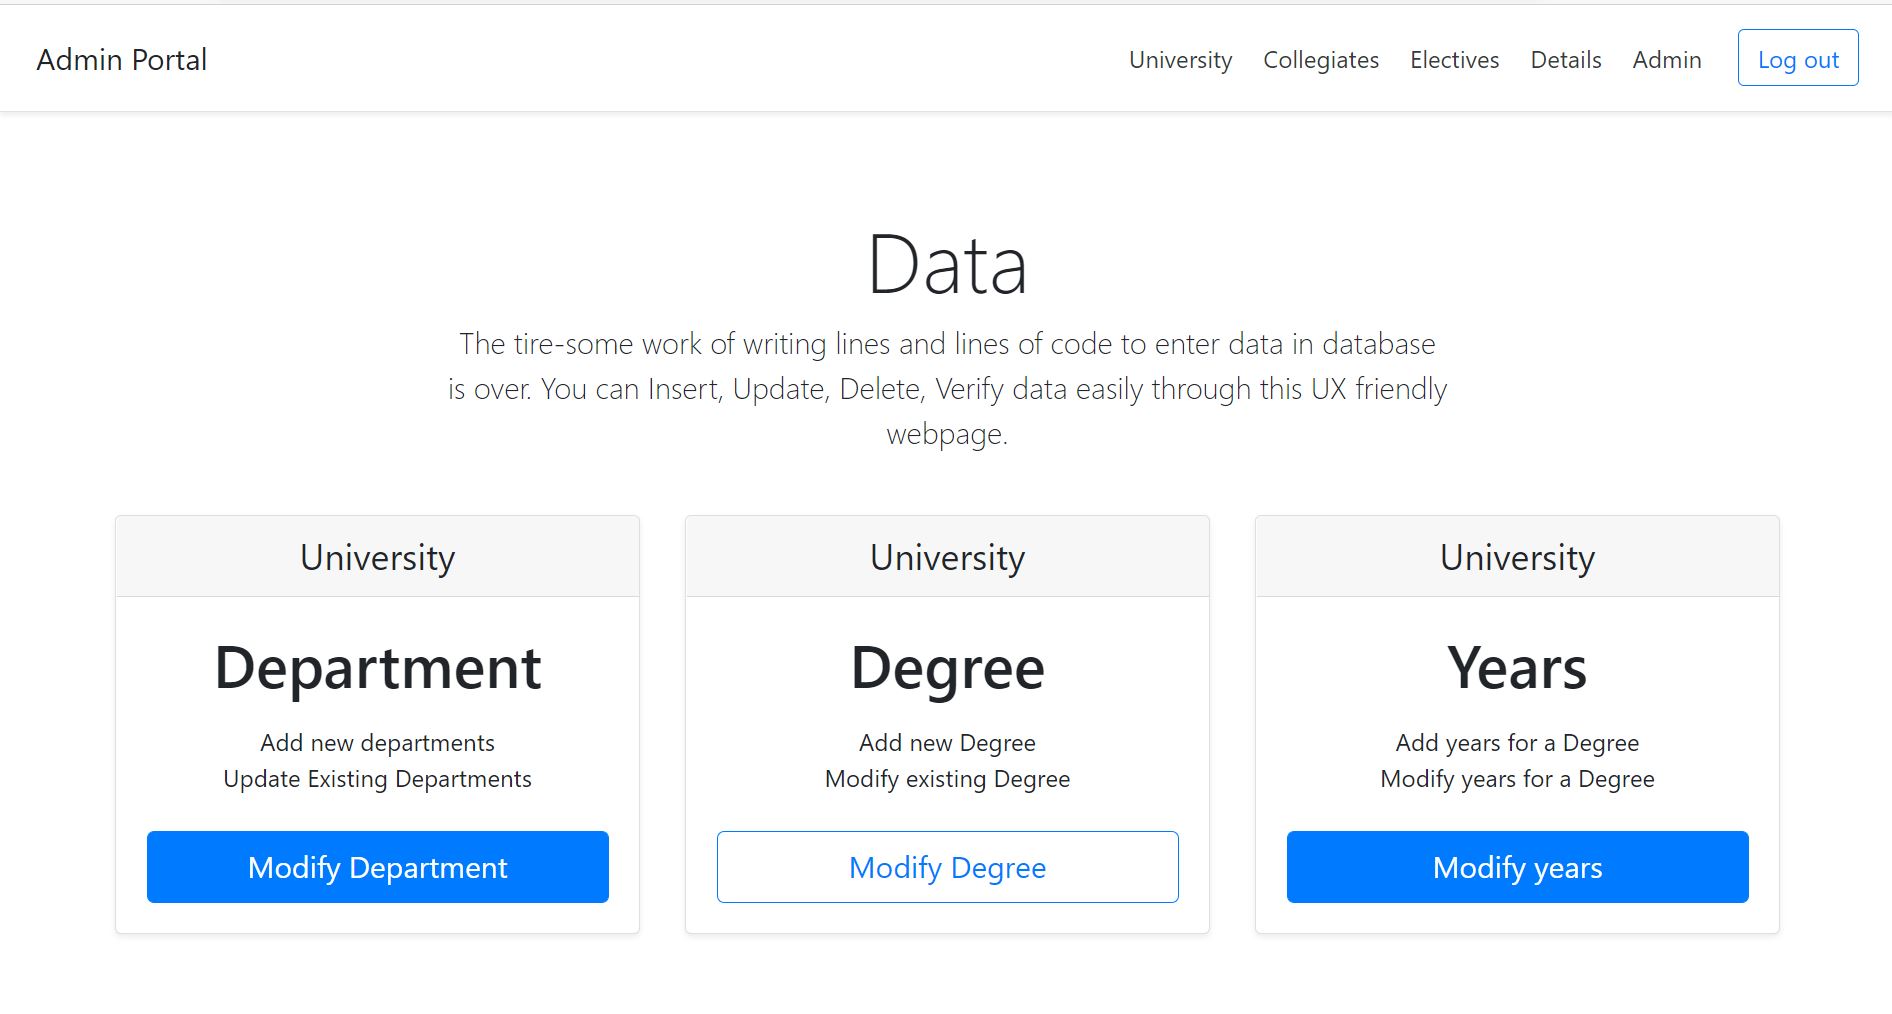 Admin Portal
University Collegiates Electives Details Admin Log out
Data
The tire-some work of writing lines and lines of code to enter data in database
is over. You can Insert, Update, Delete, Verify data easily through this UX friendly
webpage.
University
Department
Add new departments
Update Existing Departments
Modify Department
University
Degree
Add new Degree
Modify existing Degree
Modify Degree
University
Years
Add years for a Degree
Modify years for a Degree
Modify years